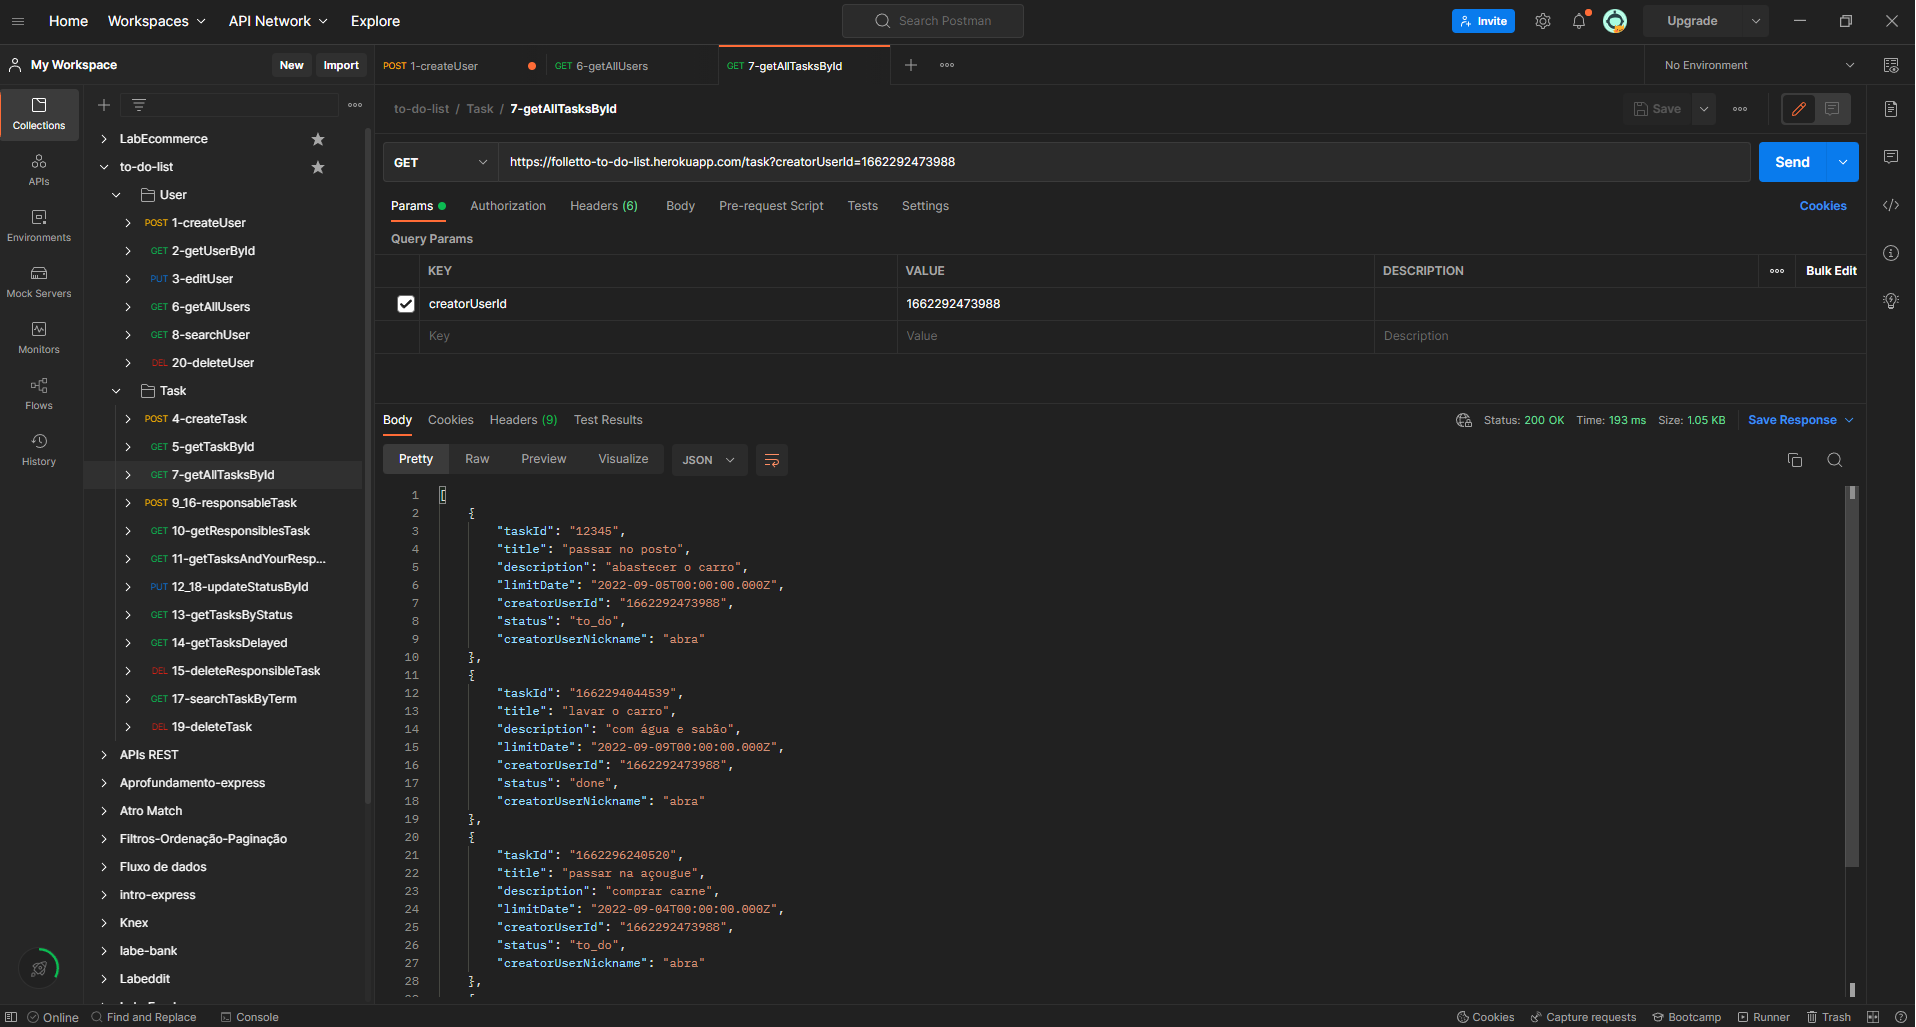 Home Workspaces API Network Explore Search Postman Invite Upgrade
My Workspace New Import POST 1-createUser GET 6-getAllUsers GET 7-getAllTasksById No Environment
Collections
APIs
Environments
Mock Servers
Monitors
Flows
History
LabEcommerce
to-do-list
User
POST 1-createUser
GET 2-getUserById
PUT 3-editUser
GET 6-getAllUsers
GET 8-searchUser
DEL 20-deleteUser
Task
POST 4-createTask
GET 5-getTaskById
GET 7-getAllTasksById
POST 9_16-responsableTask
GET 10-getResponsiblesTask
GET 11-getTasksAndYourResp...
PUT 12_18-updateStatusById
GET 13-getTasksByStatus
GET 14-getTasksDelayed
DEL 15-deleteResponsibleTask
GET 17-searchTaskByTerm
DEL 19-deleteTask
APIs REST
Aprofundamento-express
Atro Match
Filtros-Ordenação-Paginação
Fluxo de dados
intro-express
Knex
labe-bank
Labeddit
to-do-list / Task / 7-getAllTasksById Save
GET https://folletto-to-do-list.herokuapp.com/task?creatorUserId=1662292473988 Send
Params Authorization Headers (6) Body Pre-request Script Tests Settings Cookies
Query Params
KEY VALUE DESCRIPTION Bulk Edit
creatorUserId 1662292473988
Key Value Description
Body Cookies Headers (9) Test Results Status: 200 OK Time: 193 ms Size: 1.05 KB Save Response
Pretty Raw Preview Visualize JSON
1 [
2 {
3 "taskId": "12345",
4 "title": "passar no posto",
5 "description": "abastecer o carro",
6 "limitDate": "2022-09-05T00:00:00.000Z",
7 "creatorUserId": "1662292473988",
8 "status": "to_do",
9 "creatorUserNickname": "abra"
10 },
11 {
12 "taskId": "1662294044539",
13 "title": "lavar o carro",
14 "description": "com água e sabão",
15 "limitDate": "2022-09-09T00:00:00.000Z",
16 "creatorUserId": "1662292473988",
17 "status": "done",
18 "creatorUserNickname": "abra"
19 },
20 {
21 "taskId": "1662296240520",
22 "title": "passar na açougue",
23 "description": "comprar carne",
24 "limitDate": "2022-09-04T00:00:00.000Z",
25 "creatorUserId": "1662292473988",
26 "status": "to_do",
27 "creatorUserNickname": "abra"
28 },
Online Find and Replace Console Cookies Capture requests Bootcamp Runner Trash